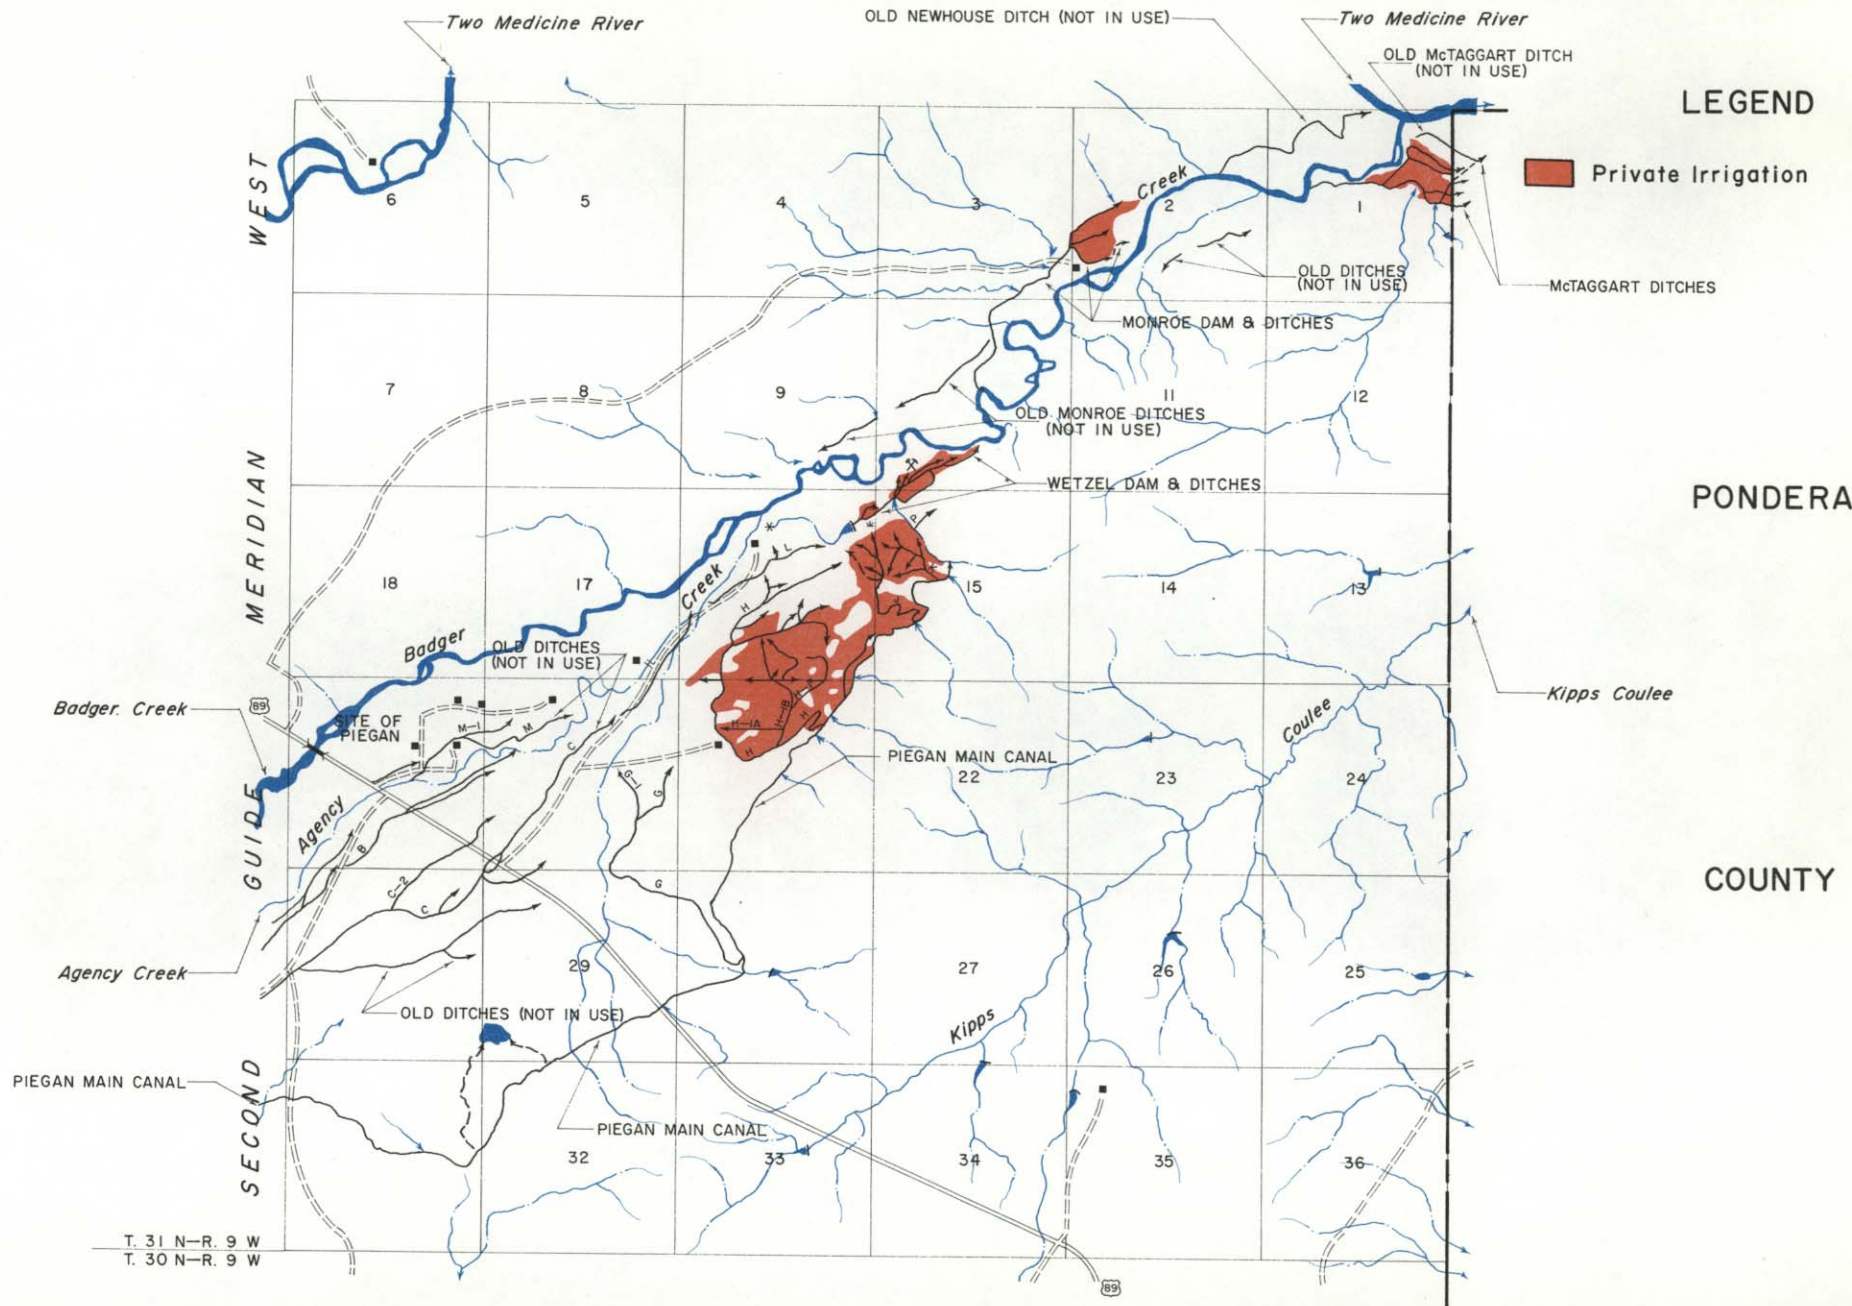 Two Medicine River
OLD NEWHOUSE DITCH (NOT IN USE)
Two Medicine River
OLD McTAGGART DITCH
(NOT IN USE)
LEGEND
Private Irrigation
WEST
6
5
4
3
Creek
2
1
OLD DITCHES
(NOT IN USE)
McTAGGART DITCHES
MONROE DAM & DITCHES
7
8
9
11
12
OLD MONROE DITCHES
(NOT IN USE)
WETZEL DAM & DITCHES
PONDERA
MERIDIAN
18
17
Creek
L
H
P
15
14
13
Badger
OLD DITCHES
(NOT IN USE)
Kipps Coulee
Badger. Creek
89
SITE OF
PIEGAN
M-1
M
C
H-1A
H-1B
H
H
Coulee
PIEGAN MAIN CANAL
22
23
24
G-1
G
Agency
B
GUIDE
C-2
C
G
COUNTY
Agency Creek
29
27
26
25
OLD DITCHES (NOT IN USE)
Kipps
PIEGAN MAIN CANAL
PIEGAN MAIN CANAL
SECOND
32
33
34
35
36
T. 31 N-R. 9 W
T. 30 N-R. 9 W
89